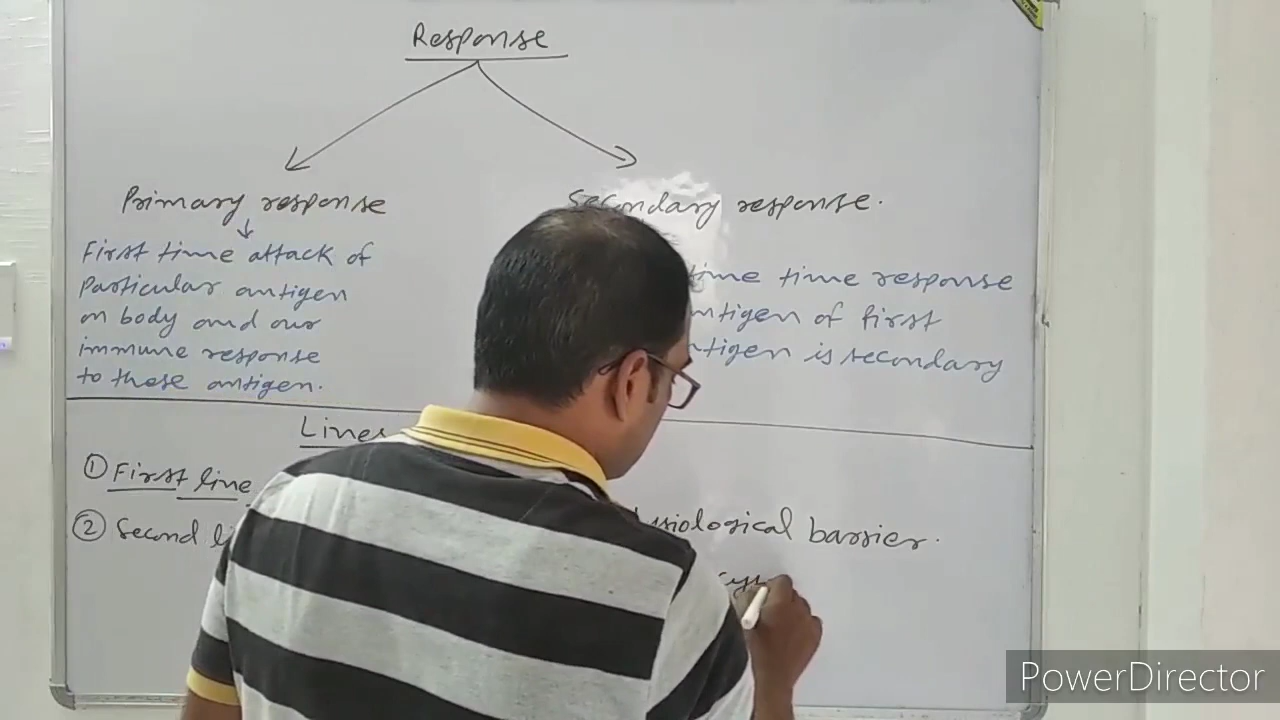 Response
Primary response
Secondary response.
First time attack of
Particular antigen
on body and our
immune response
to these antigen.
time time response
antigen of first
antigen is secondary
Lines
① First line
② Second
barrier.
PowerDirector